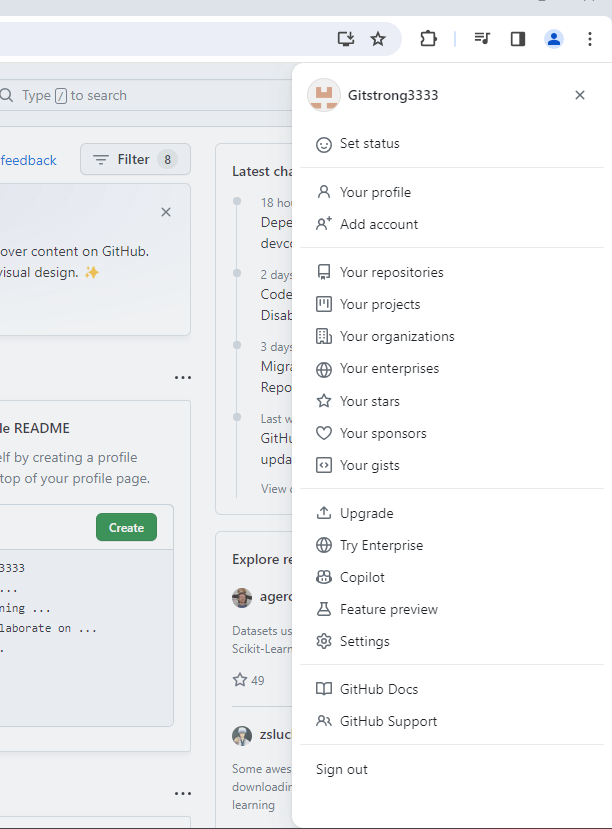 Type / to search
feedback
Filter 8
over content on GitHub.
visual design. ✨
le README
elf by creating a profile
top of your profile page.
Create
3333
...
ning ...
laborate on ...
.
Latest cha
18 hou
Depe
devco
2 days
Code
Disab
3 days
Migra
Repo
Last w
GitHu
upda
View c
Explore re
agero
Datasets us
Scikit-Learn
49
zsluc
Some awes
downloadin
learning
Gitstrong3333
Set status
Your profile
Add account
Your repositories
Your projects
Your organizations
Your enterprises
Your stars
Your sponsors
Your gists
Upgrade
Try Enterprise
Copilot
Feature preview
Settings
GitHub Docs
GitHub Support
Sign out